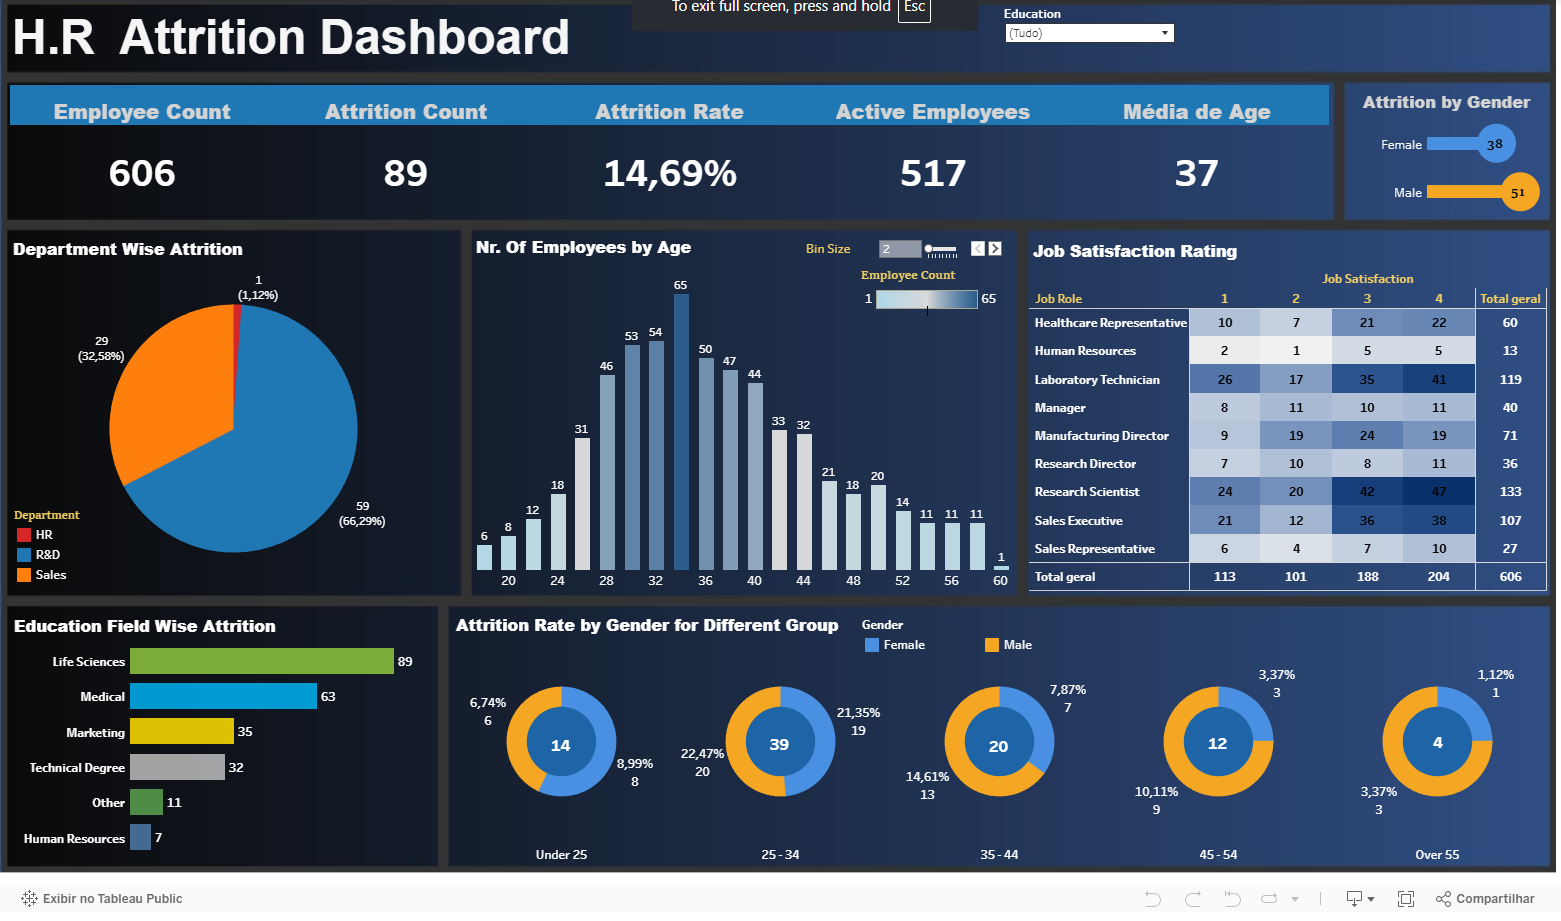 To exit full screen, press and hold Esc
H.R Attrition Dashboard
Education
(Tudo)
Employee Count Attrition Count Attrition Rate Active Employees Média de Age
606 89 14,69% 517 37
Attrition by Gender
Female 38
Male 51
Department Wise Attrition
1
(1,12%)
29
(32,58%)
59
(66,29%)
Department
HR
R&D
Sales
Nr. Of Employees by Age
Bin Size 2
Employee Count
1 65
6 8 12 18 31 46 53 54 65 50 47 44 33 32 21 18 20 14 11 11 11 1
20 24 28 32 36 40 44 48 52 56 60
Job Satisfaction Rating
Job Satisfaction
Job Role 1 2 3 4 Total geral
Healthcare Representative 10 7 21 22 60
Human Resources 2 1 5 5 13
Laboratory Technician 26 17 35 41 119
Manager 8 11 10 11 40
Manufacturing Director 9 19 24 19 71
Research Director 7 10 8 11 36
Research Scientist 24 20 42 47 133
Sales Executive 21 12 36 38 107
Sales Representative 6 4 7 10 27
Total geral 113 101 188 204 606
Education Field Wise Attrition
Life Sciences 89
Medical 63
Marketing 35
Technical Degree 32
Other 11
Human Resources 7
Attrition Rate by Gender for Different Group
Gender
Female Male
6,74%
6
14
8,99%
8
Under 25
21,35%
19
39
22,47%
20
25 - 34
7,87%
7
20
14,61%
13
35 - 44
3,37%
3
12
10,11%
9
45 - 54
1,12%
1
4
3,37%
3
Over 55
Exibir no Tableau Public
Compartilhar